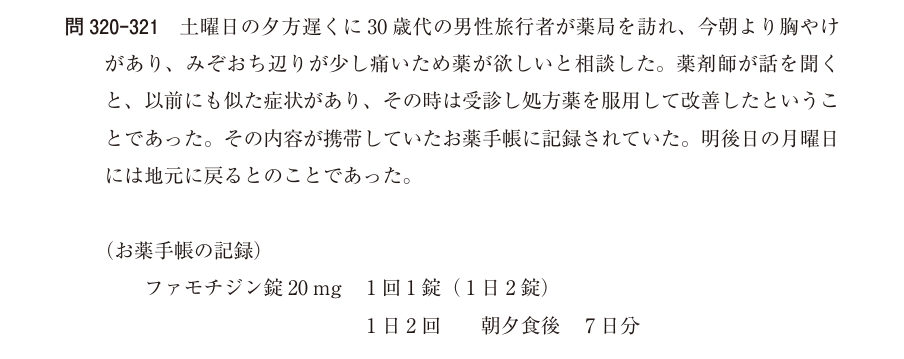 問 320−321　土曜日の夕方遅くに 30 歳代の男性旅行者が薬局を訪れ、今朝より胸やけ
があり、みぞおち辺りが少し痛いため薬が欲しいと相談した。薬剤師が話を聞く
と、以前にも似た症状があり、その時は受診し処方薬を服用して改善したというこ
とであった。その内容が携帯していたお薬手帳に記録されていた。明後日の月曜日
には地元に戻るとのことであった。
（お薬手帳の記録）
ファモチジン錠 20 mg　1 回 1 錠（1 日 2 錠）
1 日 2 回　朝夕食後　7 日分